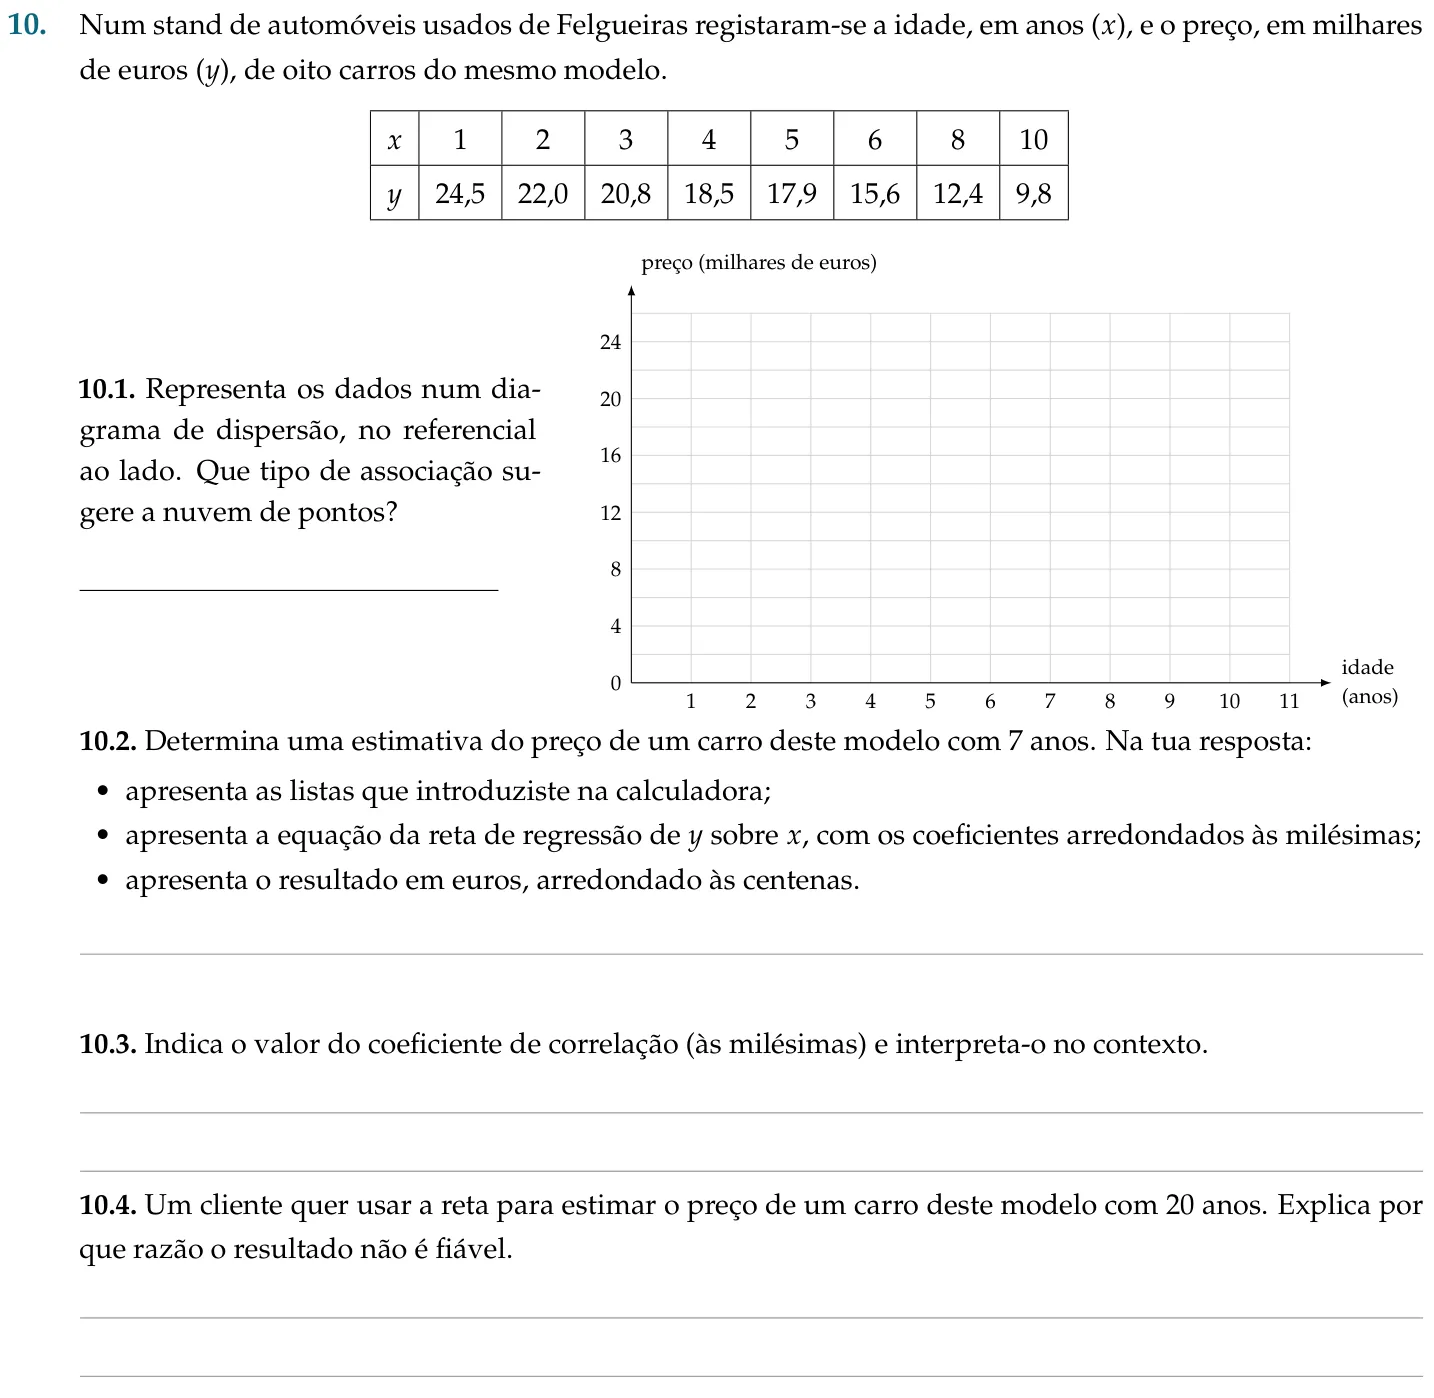 10. Num stand de automóveis usados de Felgueiras registaram-se a idade, em anos (x), e o preço, em milhares
de euros (y), de oito carros do mesmo modelo.
x 1 2 3 4 5 6 8 10
y 24,5 22,0 20,8 18,5 17,9 15,6 12,4 9,8
preço (milhares de euros)
24
20
16
12
8
4
0
1 2 3 4 5 6 7 8 9 10 11
idade
(anos)
10.1. Representa os dados num dia-
grama de dispersão, no referencial
ao lado. Que tipo de associação su-
gere a nuvem de pontos?
10.2. Determina uma estimativa do preço de um carro deste modelo com 7 anos. Na tua resposta:
• apresenta as listas que introduziste na calculadora;
• apresenta a equação da reta de regressão de y sobre x, com os coeficientes arredondados às milésimas;
• apresenta o resultado em euros, arredondado às centenas.
10.3. Indica o valor do coeficiente de correlação (às milésimas) e interpreta-o no contexto.
10.4. Um cliente quer usar a reta para estimar o preço de um carro deste modelo com 20 anos. Explica por
que razão o resultado não é fiável.